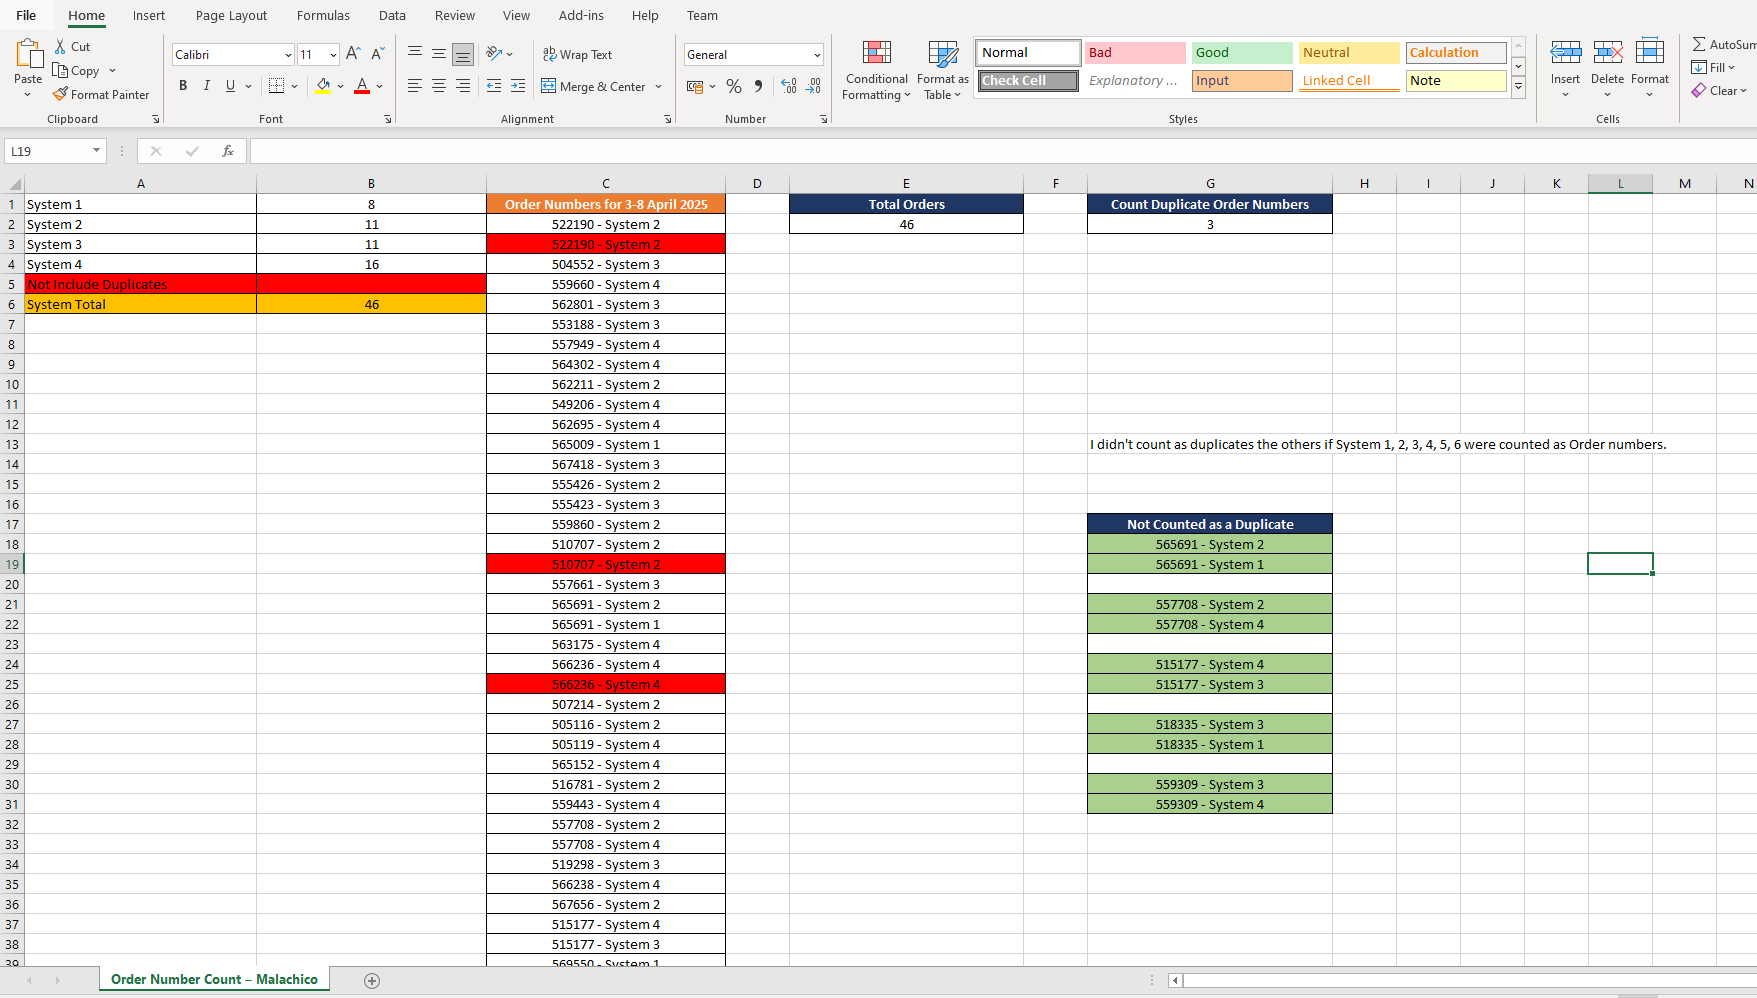 File Home Insert Page Layout Formulas Data Review View Add-ins Help Team
Paste Cut Calibri 11 Wrap Text General Conditional Formatting Format as Table Normal Bad Good Neutral Calculation Insert Delete Format AutoSum
Copy Check Cell Explanatory ... Input Linked Cell Note Fill
Format Painter B I U Merge & Center Clear
Clipboard Font Alignment Number Styles Cells
L19 fx
A B C D E F G H I J K L M N
1 System 1 8 Order Numbers for 3-8 April 2025 Total Orders Count Duplicate Order Numbers
2 System 2 11 522190 - System 2 46 3
3 System 3 11 522190 - System 2
4 System 4 16 504552 - System 3
5 Not Include Duplicates 559660 - System 4
6 System Total 46 562801 - System 3
7 553188 - System 3
8 557949 - System 4
9 564302 - System 4
10 562211 - System 2
11 549206 - System 4
12 562695 - System 4
13 565009 - System 1 I didn't count as duplicates the others if System 1, 2, 3, 4, 5, 6 were counted as Order numbers.
14 567418 - System 3
15 555426 - System 2
16 555423 - System 3
17 559860 - System 2 Not Counted as a Duplicate
18 510707 - System 2 565691 - System 2
19 510707 - System 2 565691 - System 1
20 557661 - System 3
21 565691 - System 2 557708 - System 2
22 565691 - System 1 557708 - System 4
23 563175 - System 4
24 566236 - System 4 515177 - System 4
25 566236 - System 4 515177 - System 3
26 507214 - System 2
27 505116 - System 2 518335 - System 3
28 505119 - System 4 518335 - System 1
29 565152 - System 4
30 516781 - System 2 559309 - System 3
31 559443 - System 4 559309 - System 4
32 557708 - System 2
33 557708 - System 4
34 519298 - System 3
35 566238 - System 4
36 567656 - System 2
37 515177 - System 4
38 515177 - System 3
39 569550 - System 1
Order Number Count – Malachico